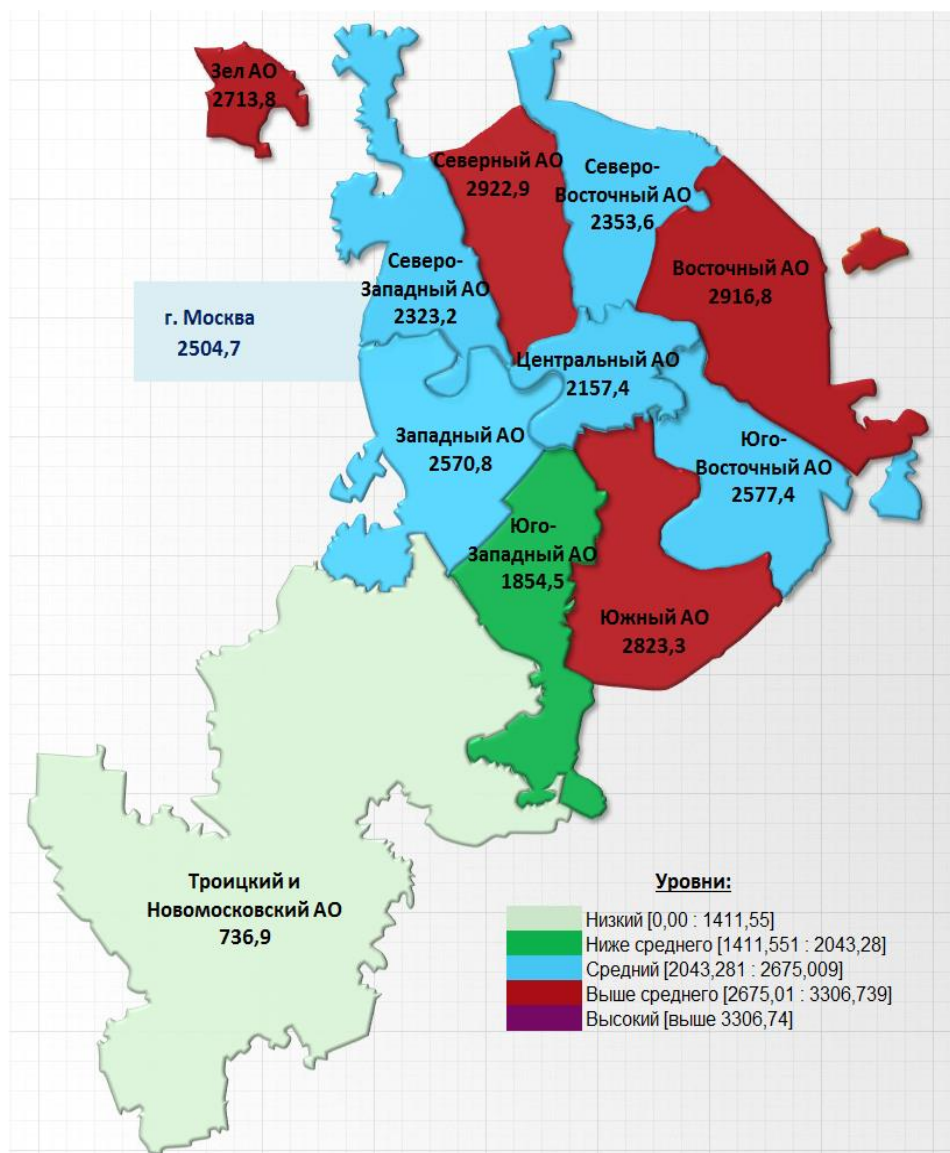 Зел АО
2713,8
Северный АО
2922,9
Северо-
Восточный АО
2353,6
Восточный АО
2916,8
Северо-
Западный АО
2323,2
г. Москва
2504,7
Центральный АО
2157,4
Западный АО
2570,8
Юго-
Восточный АО
2577,4
Юго-
Западный АО
1854,5
Южный АО
2823,3
Троицкий и
Новомосковский АО
736,9
Уровни:
Низкий [0,00 : 1411,55]
Ниже среднего [1411,551 : 2043,28]
Средний [2043,281 : 2675,009]
Выше среднего [2675,01 : 3306,739]
Высокий [выше 3306,74]